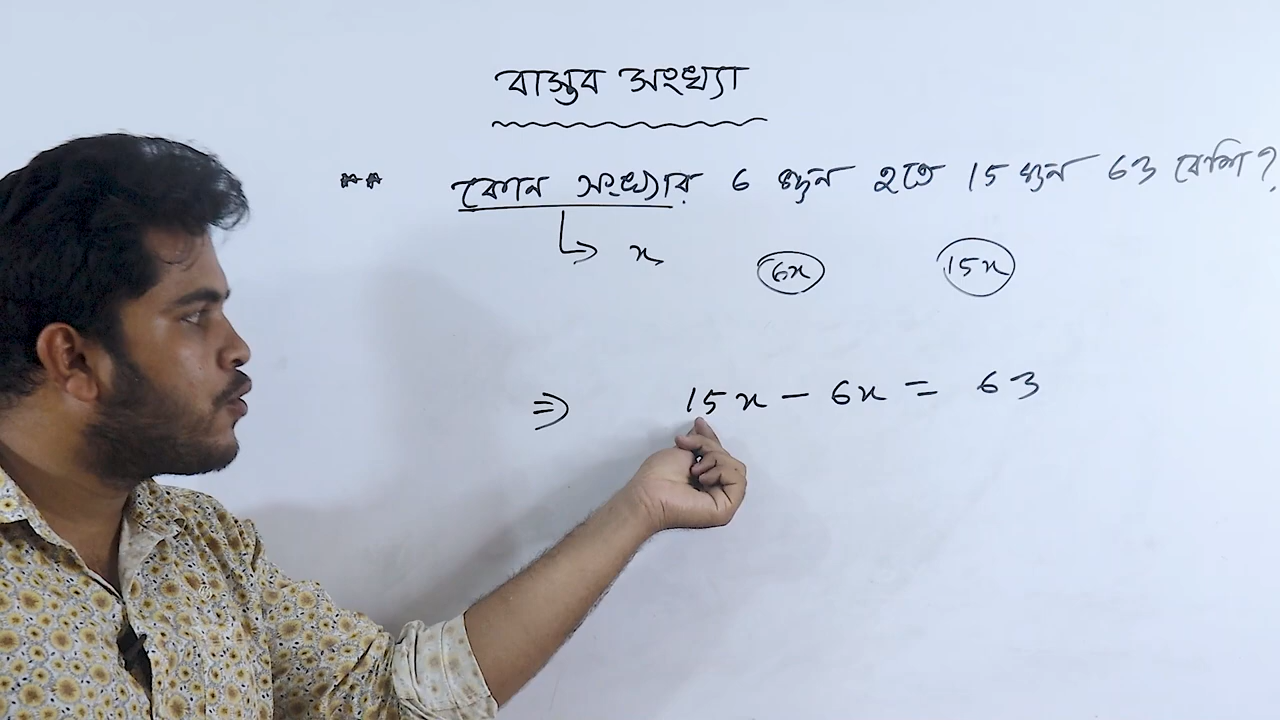 বাস্তব সংখ্যা
** কোন সংখ্যার 6 গুন হতে 15 গুন 63 বেশি?
↳ x 6x 15x
⇒ 15x - 6x = 63